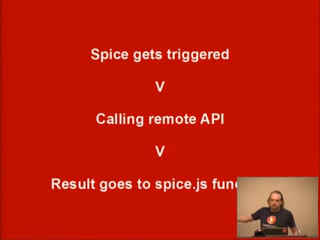 Spice gets triggered
V
Calling remote API
V
Result goes to spice.js